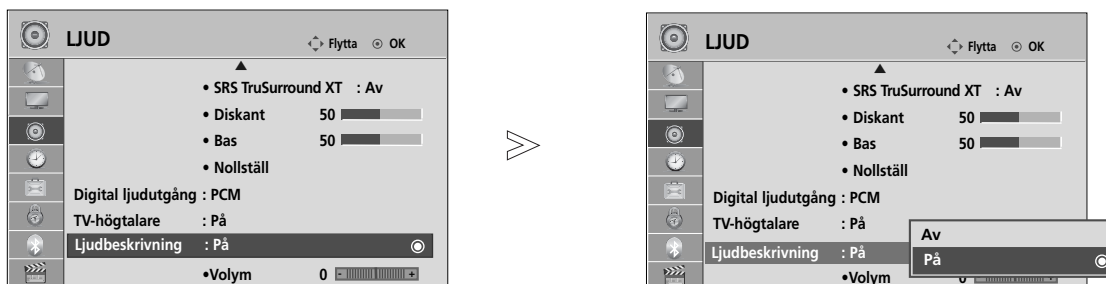 LJUD Flytta OK
• SRS TruSurround XT : Av
• Diskant 50
• Bas 50
• Nollställ
Digital ljudutgång : PCM
TV-högtalare : På
Ljudbeskrivning : På
•Volym 0 - +
LJUD Flytta OK
• SRS TruSurround XT : Av
• Diskant 50
• Bas 50
• Nollställ
Digital ljudutgång : PCM
TV-högtalare : På
Ljudbeskrivning : På
•Volym 0
Av
På